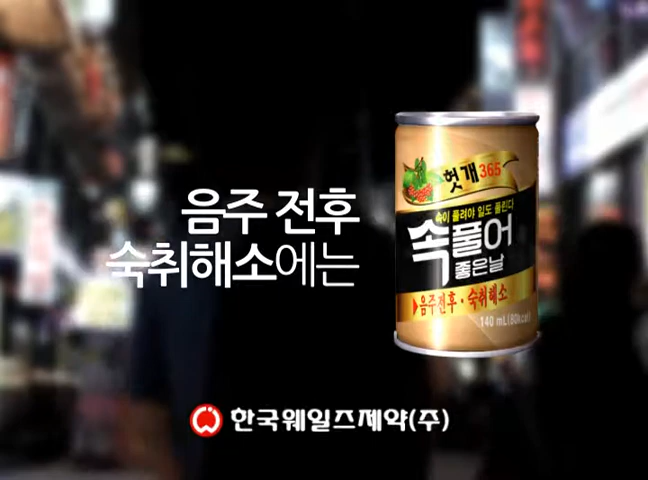 음주 전후
숙취해소에는
헛개365
속이 풀려야 일도 풀린다
속풀어
좋은날
음주전후·숙취해소
140 mL(80kcal)
한국웨일즈제약(주)